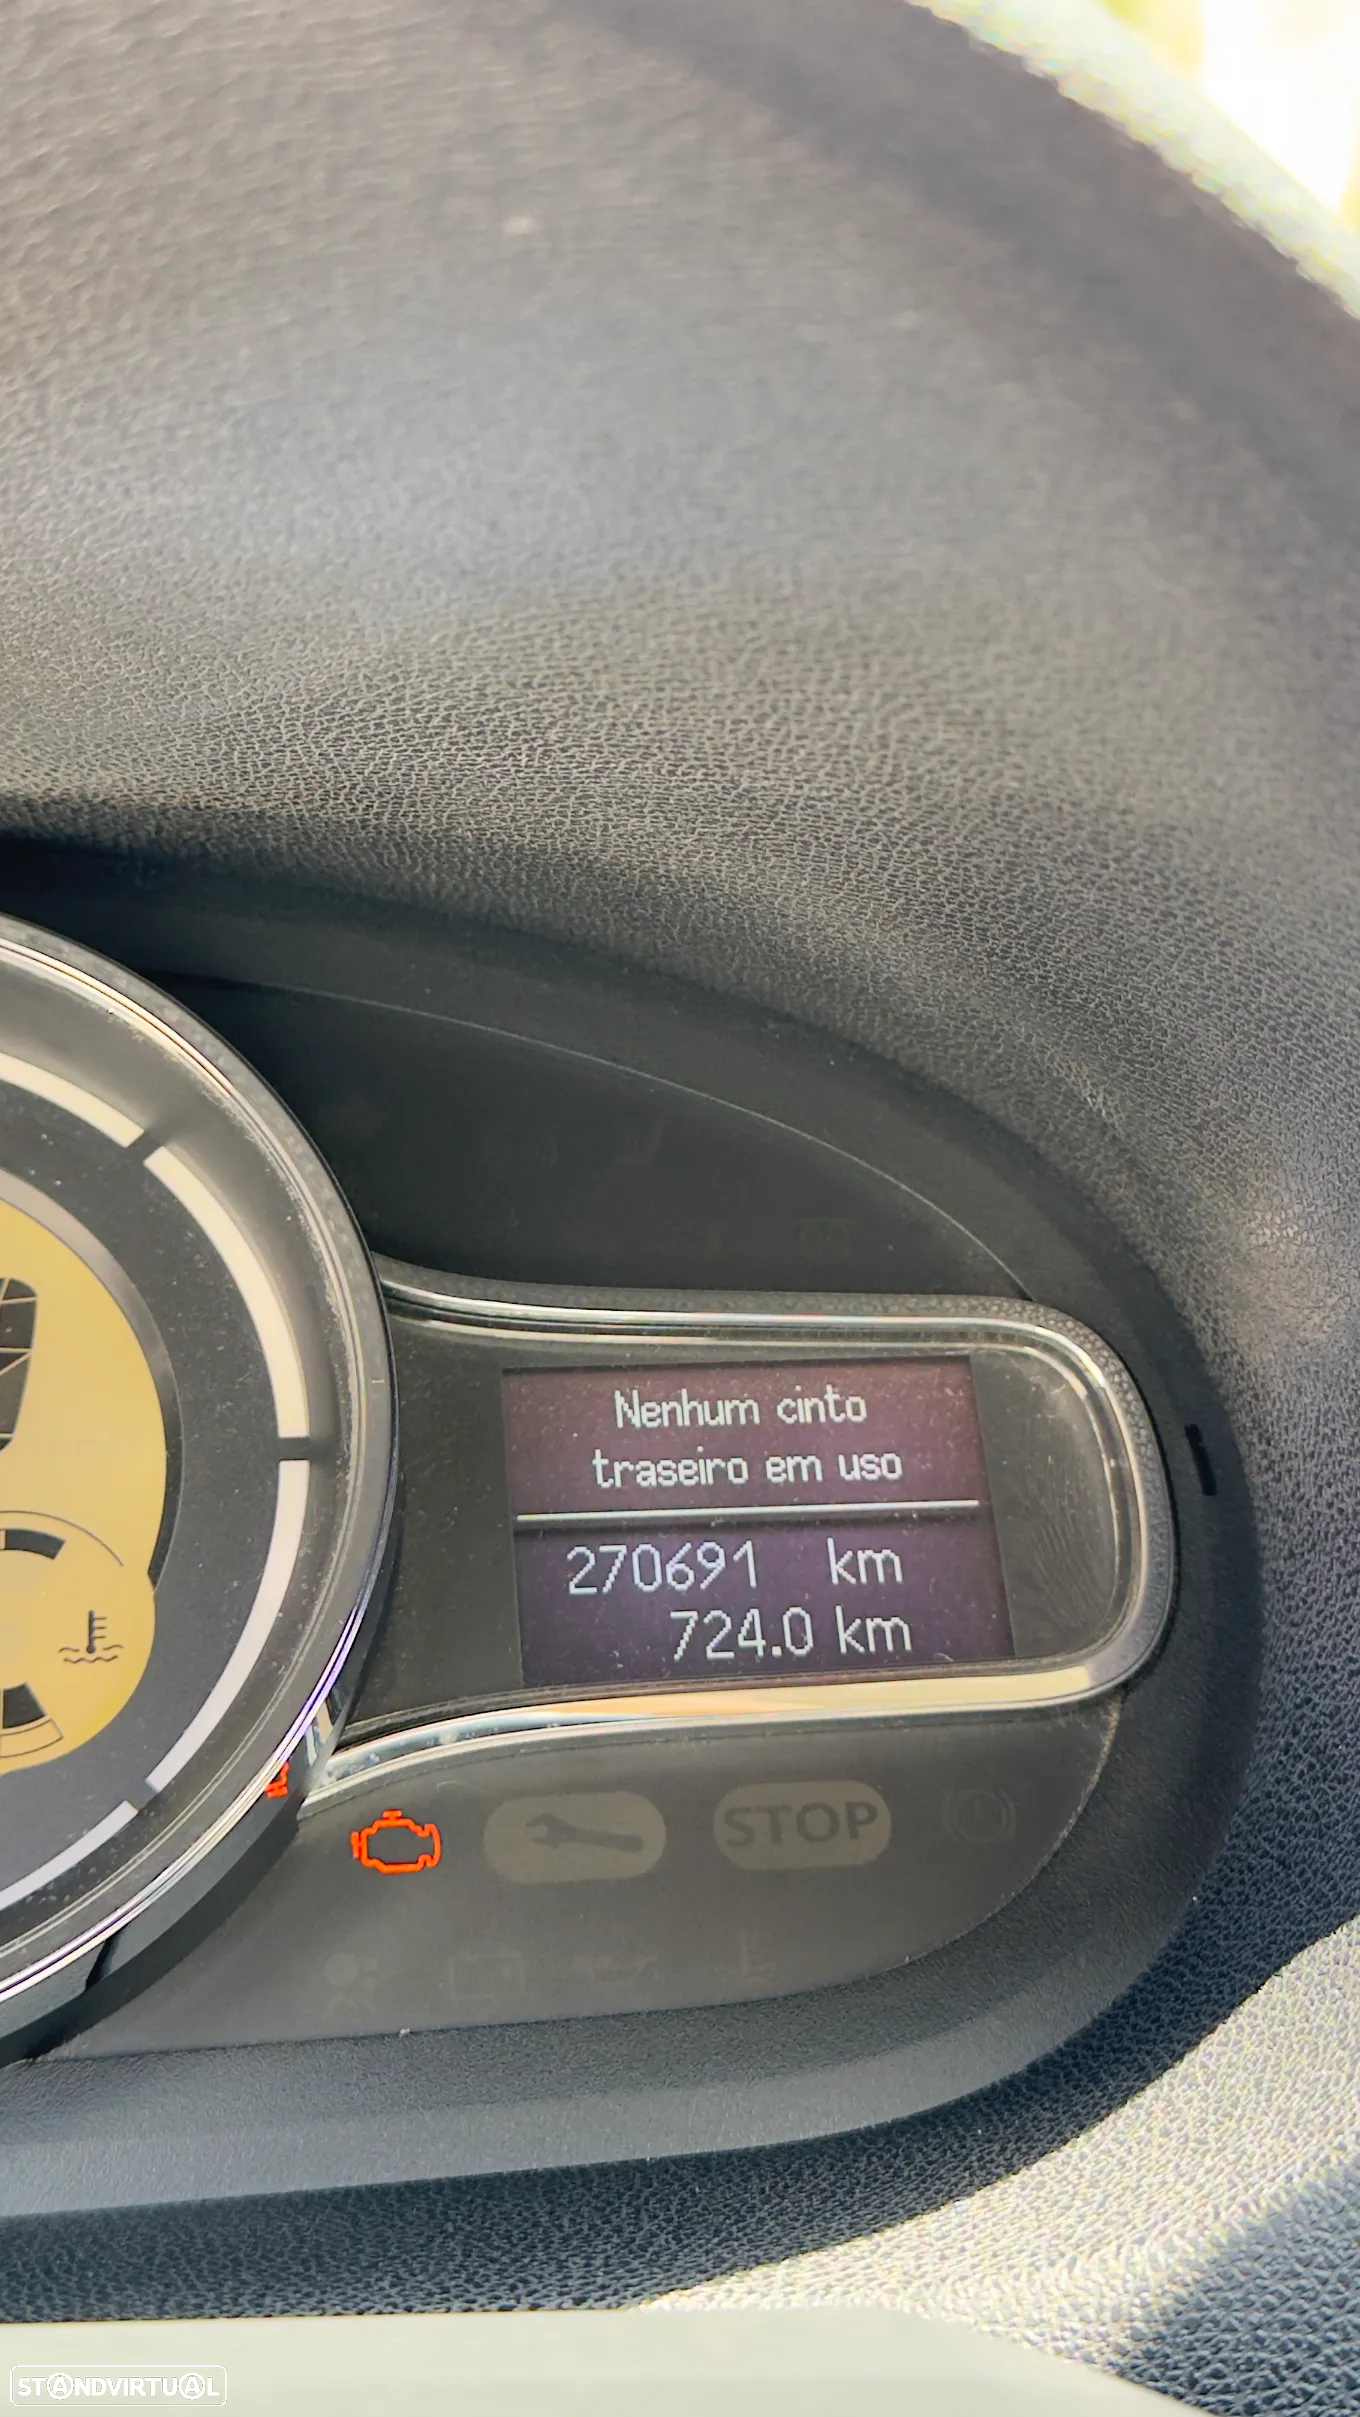 Nenhum cinto
traseiro em uso
270691 km
724.0 km
STOP
STANDVIRTUAL